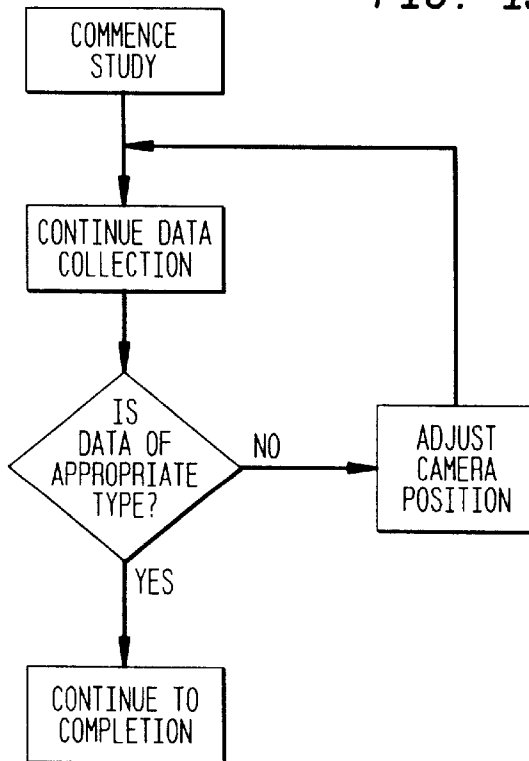 COMMENCE
STUDY
CONTINUE DATA
COLLECTION
IS
DATA OF
APPROPRIATE
TYPE?
NO
ADJUST
CAMERA
POSITION
YES
CONTINUE TO
COMPLETION